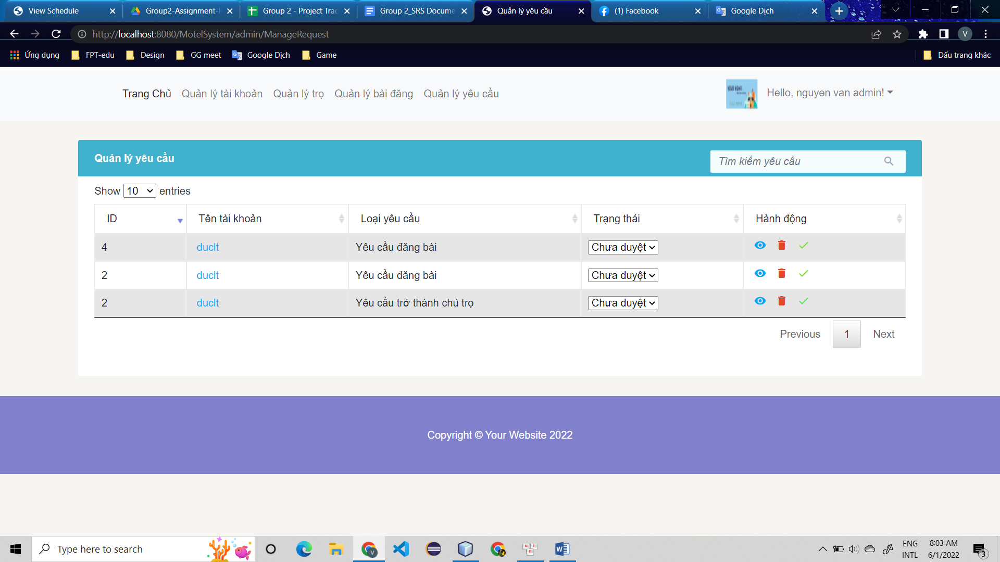 View Schedule
Group2-Assignment-I
Group 2 - Project Trac
Group 2_SRS Docume
Quản lý yêu cầu
(1) Facebook
Google Dịch
http://localhost:8080/MotelSystem/admin/ManageRequest
V
Ứng dụng
FPT-edu
Design
GG meet
Google Dịch
Game
Dấu trang khác
Trang Chủ
Quản lý tài khoản
Quản lý trọ
Quản lý bài đăng
Quản lý yêu cầu
YOUR HOME
Hello, nguyen van admin!
Quản lý yêu cầu
Tìm kiếm yêu cầu
Show 10 entries
ID Tên tài khoản Loại yêu cầu Trạng thái Hành động
4 duclt Yêu cầu đăng bài Chưa duyệt
2 duclt Yêu cầu đăng bài Chưa duyệt
2 duclt Yêu cầu trở thành chủ trọ Chưa duyệt
Previous 1 Next
Copyright © Your Website 2022
Type here to search
ENG
INTL
8:03 AM
6/1/2022
3